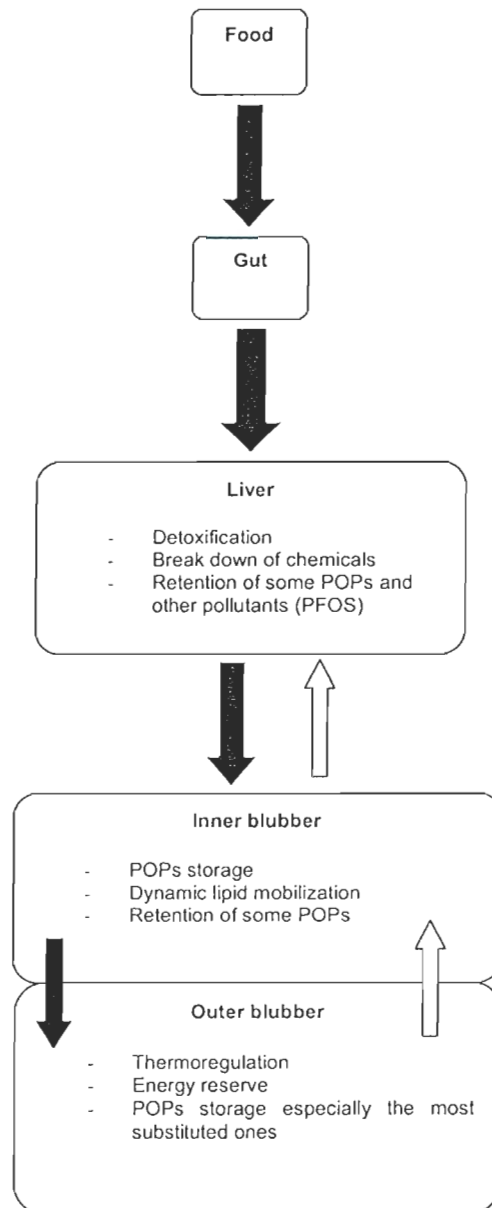 Food
Gut
Liver
- Detoxification
- Break down of chemicals
- Retention of some POPs and
other pollutants (PFOS)
Inner blubber
- POPs storage
- Dynamic lipid mobilization
- Retention of some POPs
Outer blubber
- Thermoregulation
- Energy reserve
- POPs storage especially the most
substituted ones